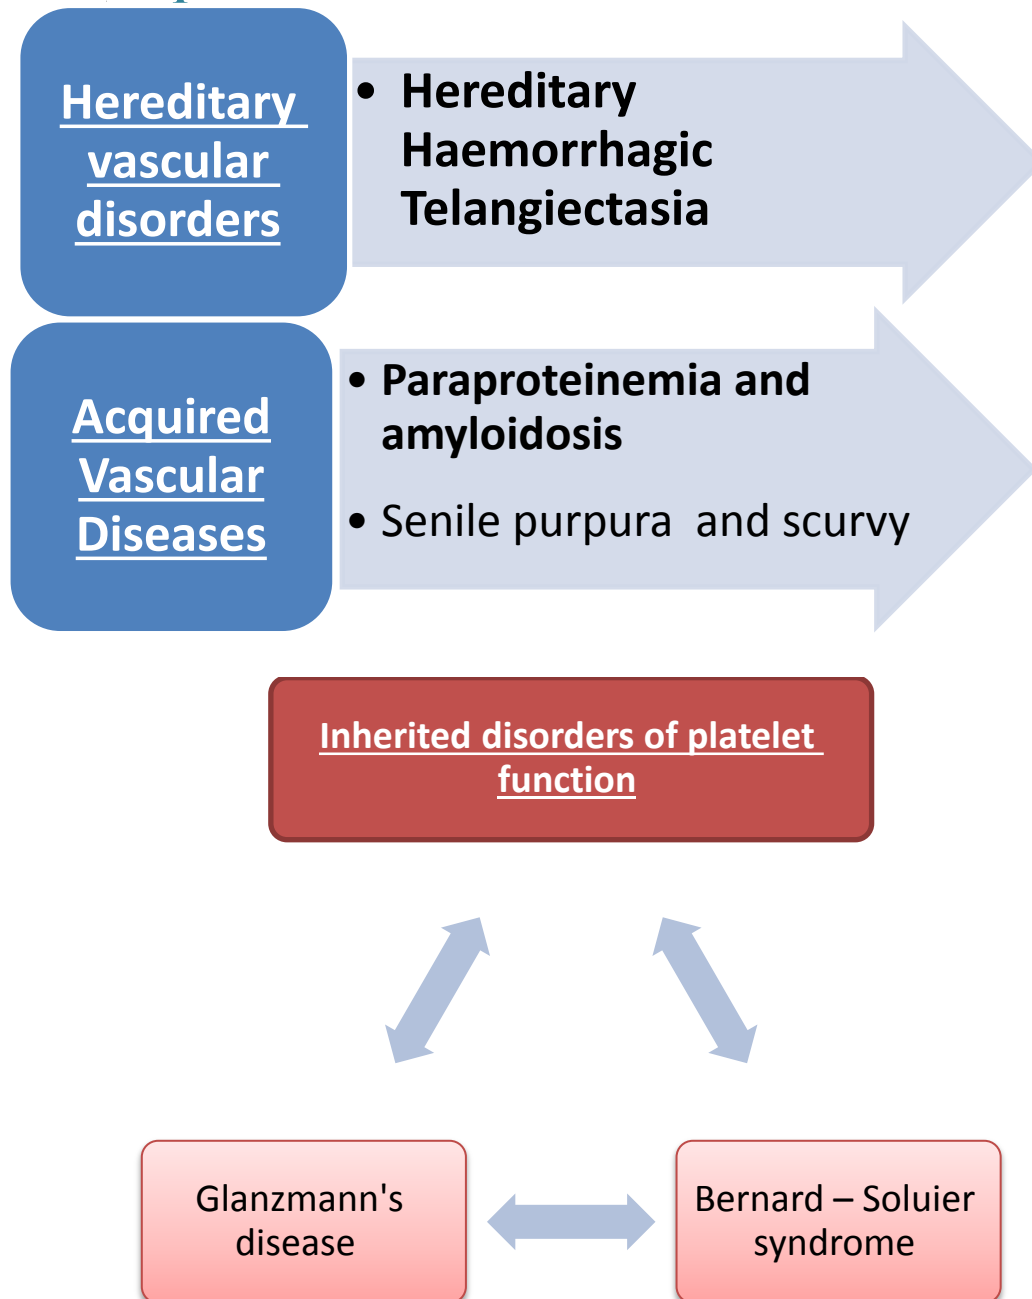 Hereditary
vascular
disorders
• Hereditary
Haemorrhagic
Telangiectasia
Acquired
Vascular
Diseases
• Paraproteinemia and
amyloidosis
• Senile purpura and scurvy
Inherited disorders of platelet
function
Glanzmann's
disease
Bernard – Soluier
syndrome